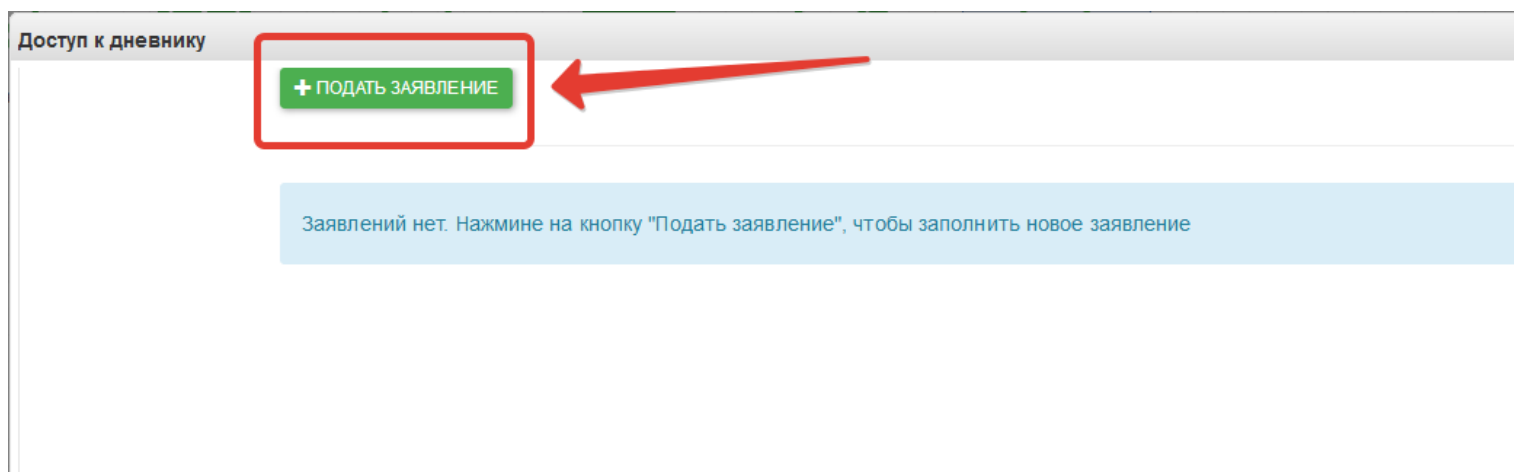 Доступ к дневнику
+ ПОДАТЬ ЗАЯВЛЕНИЕ
Заявлений нет. Нажмине на кнопку "Подать заявление", чтобы заполнить новое заявление